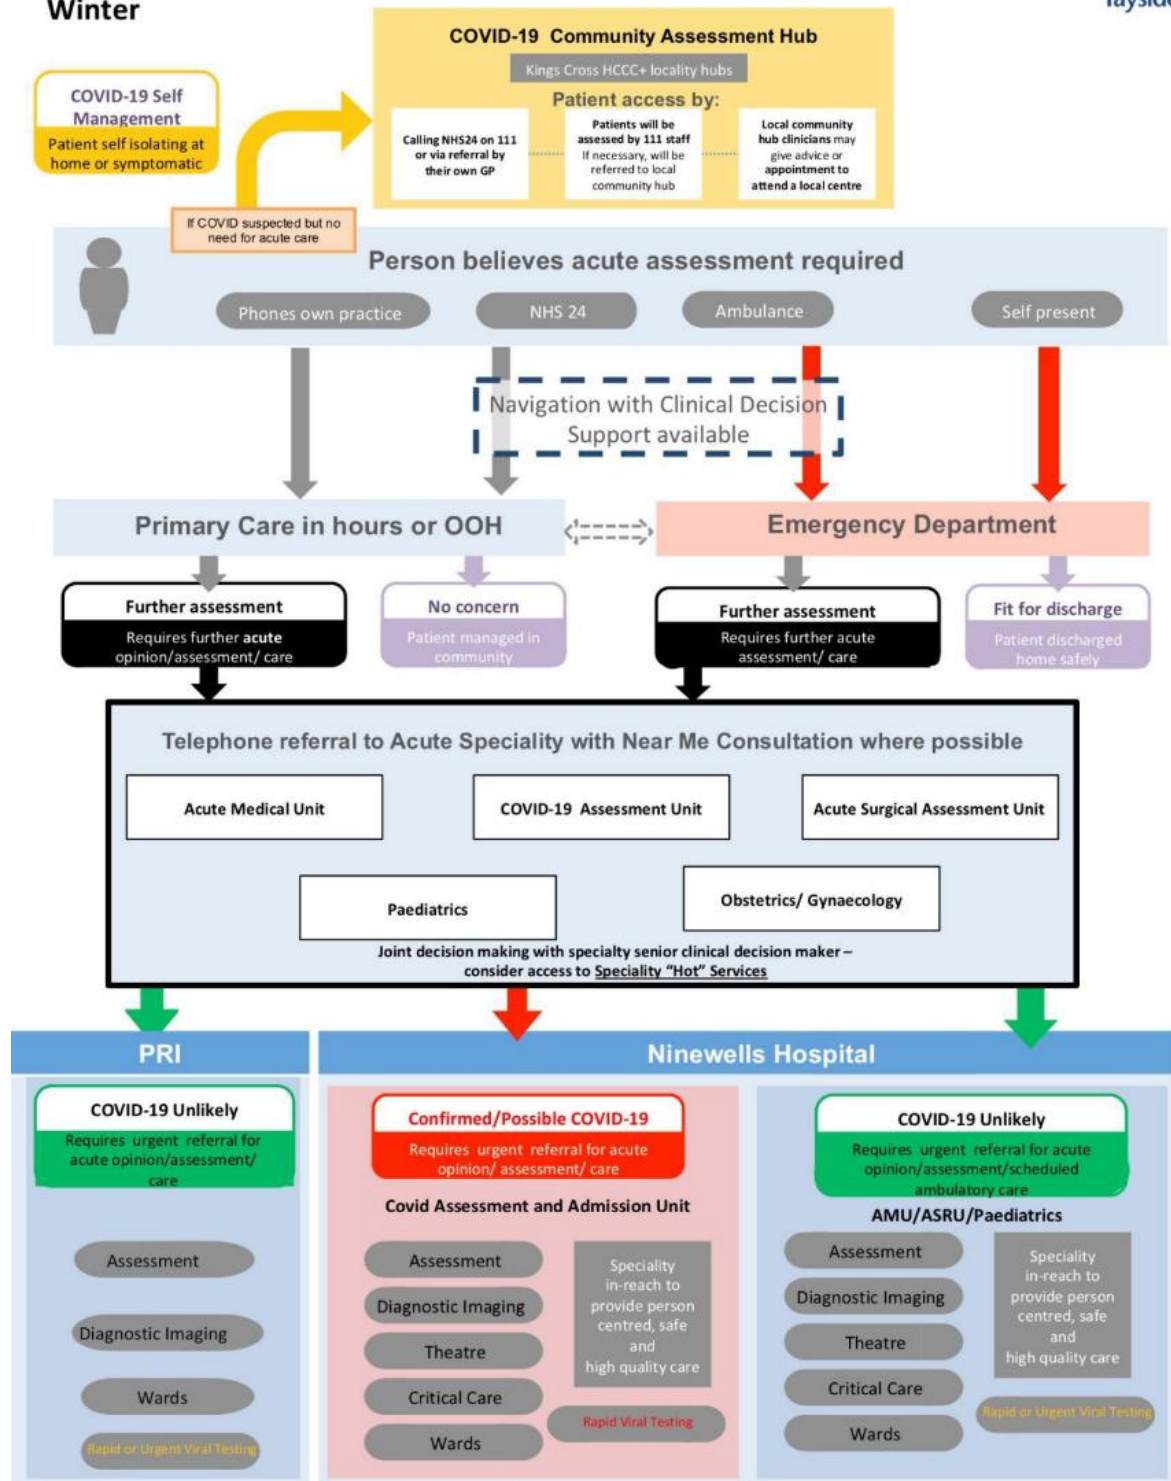 Winter
Tayside
COVID-19 Community Assessment Hub
Kings Cross HCCC+ locality hubs
Patient access by:
Calling NHS24 on 111
or via referral by
their own GP
Patients will be
assessed by 111 staff
If necessary, will be
referred to local
community hub
Local community
hub clinicians may
give advice or
appointment to
attend a local centre
COVID-19 Self
Management
Patient self isolating at
home or symptomatic
If COVID suspected but no
need for acute care
Person believes acute assessment required
Phones own practice
NHS 24
Ambulance
Self present
Navigation with Clinical Decision
Support available
Primary Care in hours or OOH
Emergency Department
Further assessment
Requires further acute
opinion/assessment/ care
No concern
Patient managed in
community
Further assessment
Requires further acute
assessment/ care
Fit for discharge
Patient discharged
home safely
Telephone referral to Acute Speciality with Near Me Consultation where possible
Acute Medical Unit
COVID-19 Assessment Unit
Acute Surgical Assessment Unit
Paediatrics
Obstetrics/ Gynaecology
Joint decision making with specialty senior clinical decision maker –
consider access to Speciality “Hot” Services
PRI
COVID-19 Unlikely
Requires urgent referral for
acute opinion/assessment/
care
Assessment
Diagnostic Imaging
Wards
Rapid or Urgent Viral Testing
Ninewells Hospital
Confirmed/Possible COVID-19
Requires urgent referral for acute
opinion/ assessment/ care
Covid Assessment and Admission Unit
Assessment
Diagnostic Imaging
Theatre
Critical Care
Wards
Speciality
in-reach to
provide person
centred, safe
and
high quality care
Rapid Viral Testing
COVID-19 Unlikely
Requires urgent referral for acute
opinion/assessment/scheduled
ambulatory care
AMU/ASRU/Paediatrics
Assessment
Diagnostic Imaging
Theatre
Critical Care
Wards
Speciality
in-reach to
provide person
centred, safe
and
high quality care
Rapid or Urgent Viral Testing